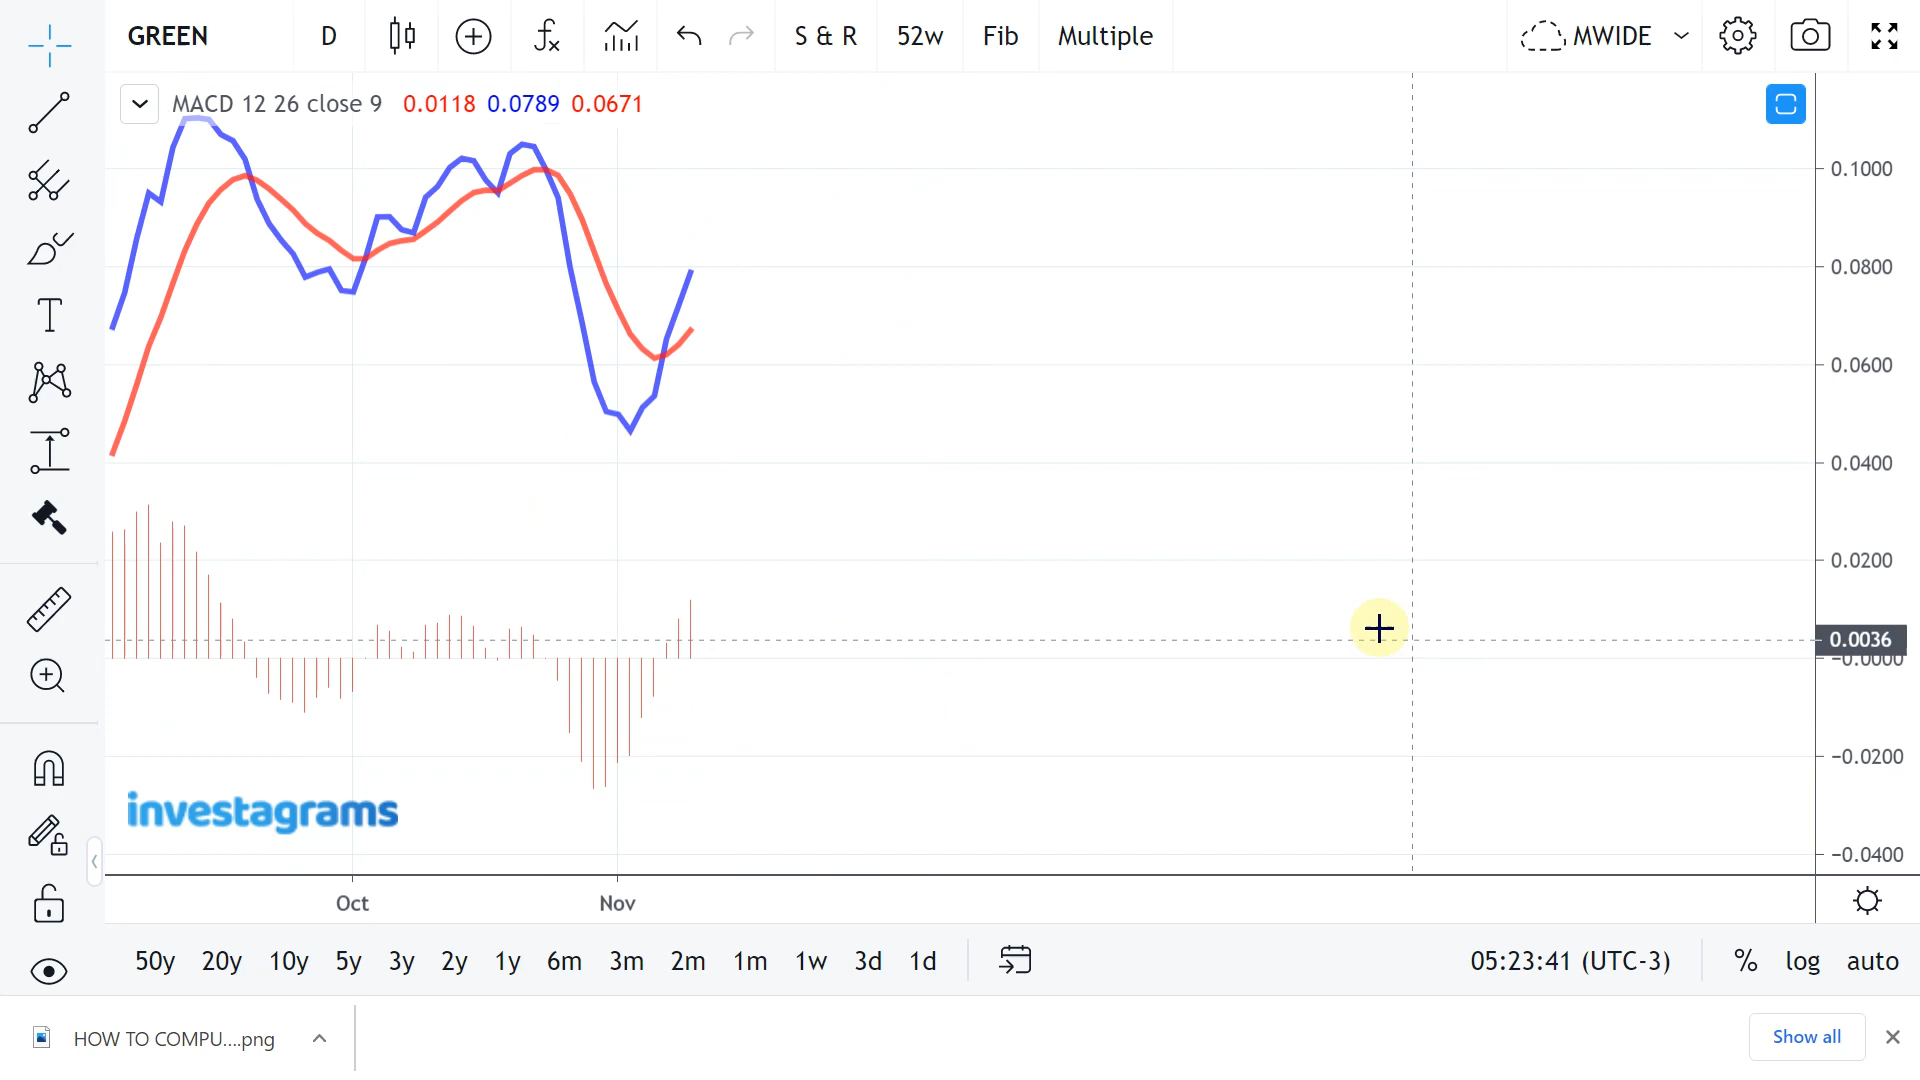 GREEN D S & R 52w Fib Multiple MWIDE
MACD 12 26 close 9 0.0118 0.0789 0.0671
0.1000
0.0800
0.0600
0.0400
0.0200
0.0036
−0.0000
−0.0200
−0.0400
investagrams
Oct Nov
50y 20y 10y 5y 3y 2y 1y 6m 3m 2m 1m 1w 3d 1d 05:23:41 (UTC-3) % log auto
HOW TO COMPU....png Show all